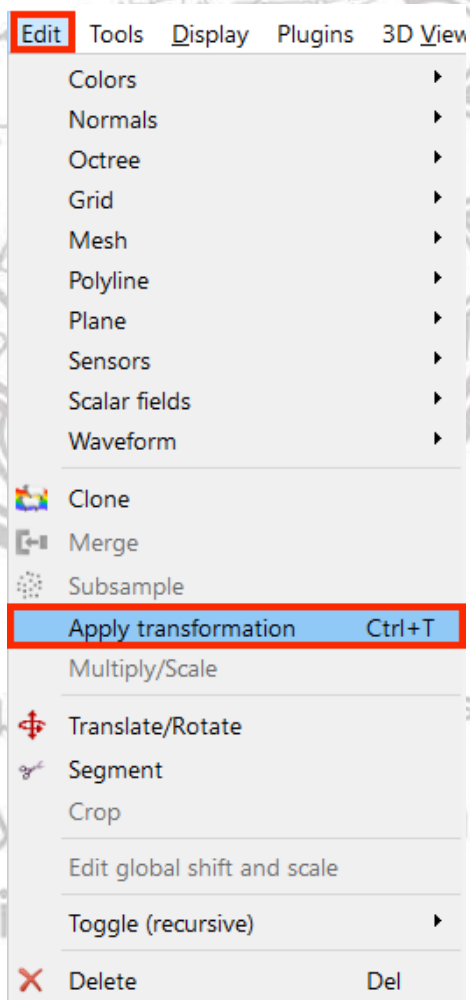 Edit Tools Display Plugins 3D View
Colors
Normals
Octree
Grid
Mesh
Polyline
Plane
Sensors
Scalar fields
Waveform
Clone
Merge
Subsample
Apply transformation Ctrl+T
Multiply/Scale
Translate/Rotate
Segment
Crop
Edit global shift and scale
Toggle (recursive)
Delete Del